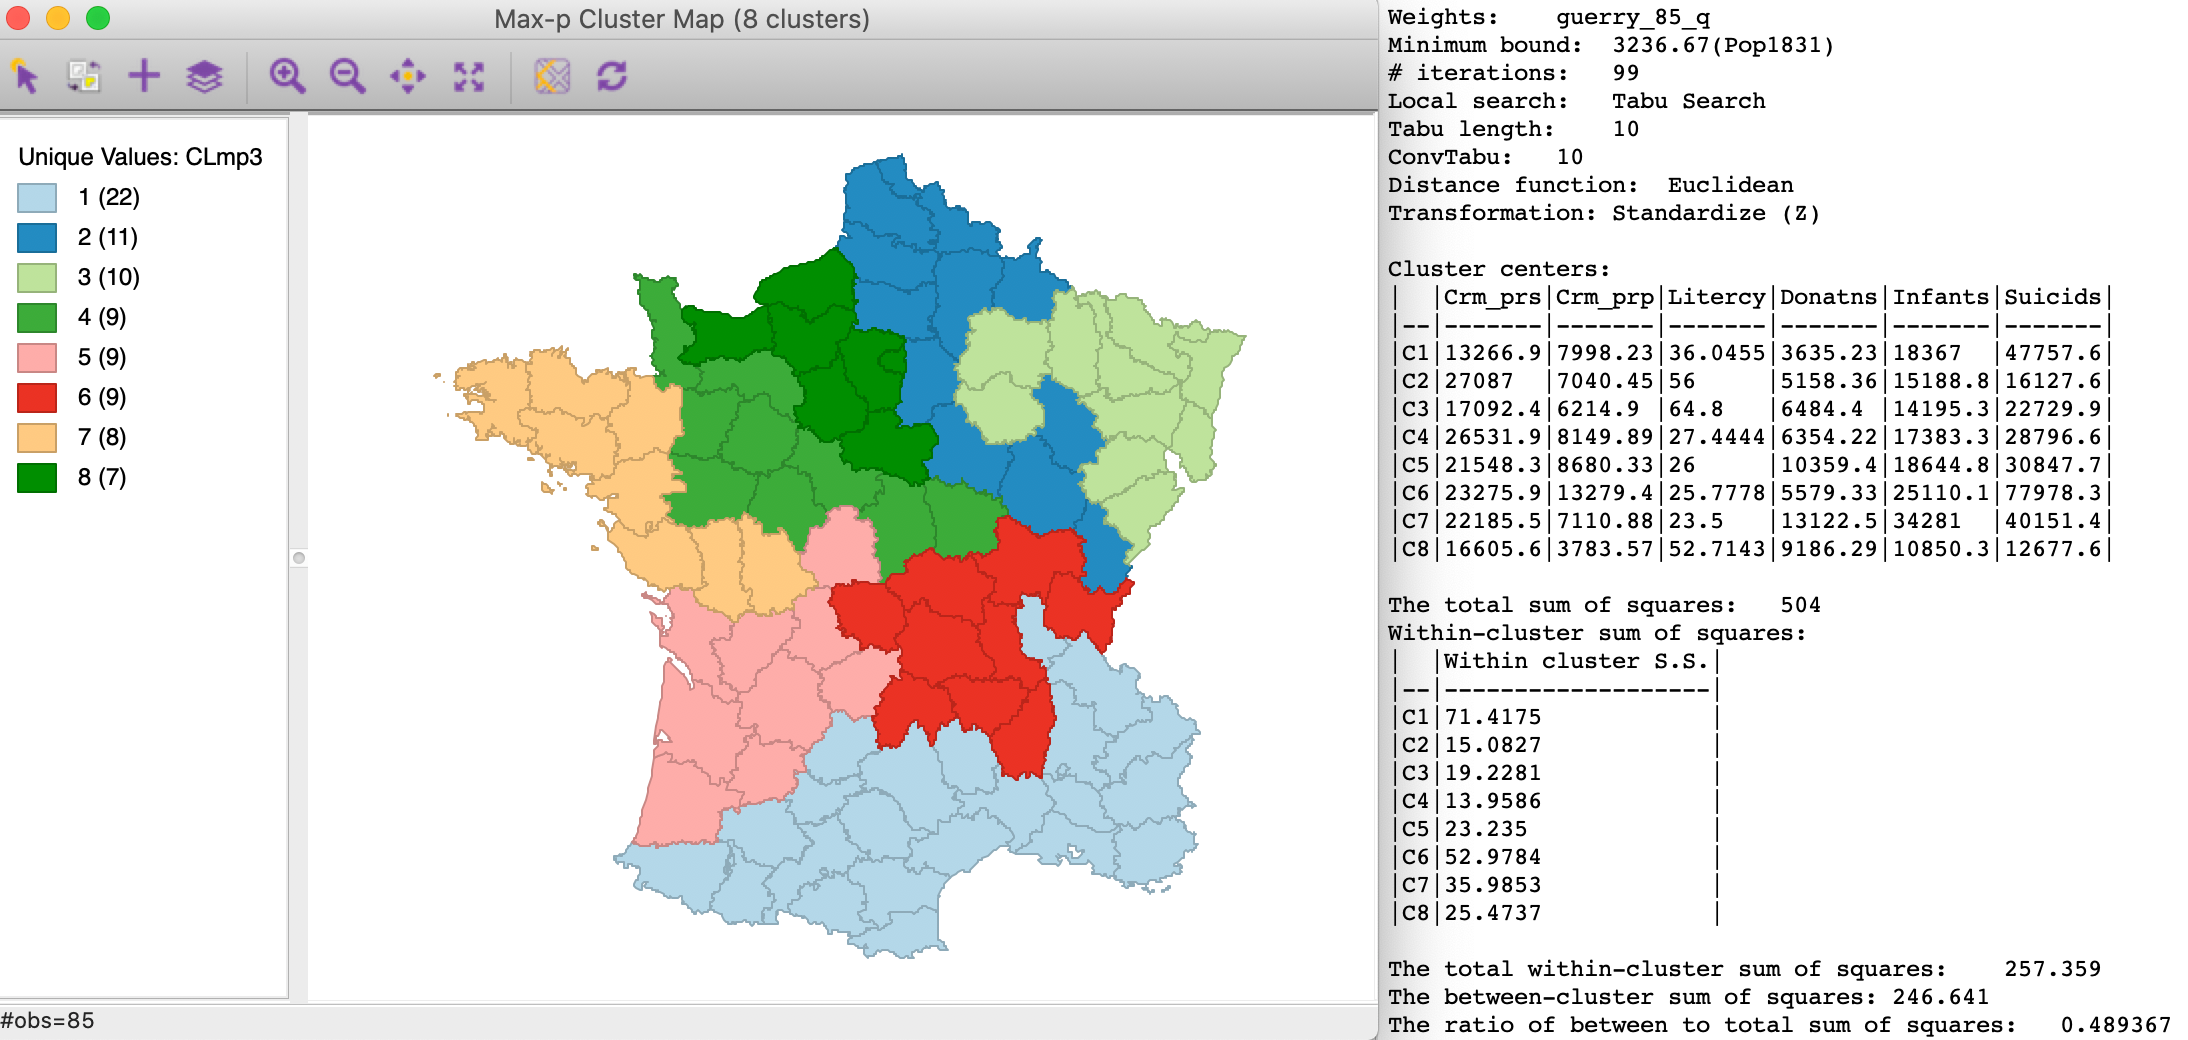 Max-p Cluster Map (8 clusters)
Unique Values: CLmp3
1 (22)
2 (11)
3 (10)
4 (9)
5 (9)
6 (9)
7 (8)
8 (7)
#obs=85
Weights: guerry_85_q
Minimum bound: 3236.67(Pop1831)
# iterations: 99
Local search: Tabu Search
Tabu length: 10
ConvTabu: 10
Distance function: Euclidean
Transformation: Standardize (Z)
Cluster centers:
|  |Crm_prs|Crm_prp|Litercy|Donatns|Infants|Suicids|
|--|-------|-------|-------|-------|-------|-------|
|C1|13266.9|7998.23|36.0455|3635.23|18367  |47757.6|
|C2|27087  |7040.45|56     |5158.36|15188.8|16127.6|
|C3|17092.4|6214.9 |64.8   |6484.4 |14195.3|22729.9|
|C4|26531.9|8149.89|27.4444|6354.22|17383.3|28796.6|
|C5|21548.3|8680.33|26     |10359.4|18644.8|30847.7|
|C6|23275.9|13279.4|25.7778|5579.33|25110.1|77978.3|
|C7|22185.5|7110.88|23.5   |13122.5|34281  |40151.4|
|C8|16605.6|3783.57|52.7143|9186.29|10850.3|12677.6|
The total sum of squares: 504
Within-cluster sum of squares:
|  |Within cluster S.S.|
|--|-------------------|
|C1|71.4175            |
|C2|15.0827            |
|C3|19.2281            |
|C4|13.9586            |
|C5|23.235             |
|C6|52.9784            |
|C7|35.9853            |
|C8|25.4737            |
The total within-cluster sum of squares: 257.359
The between-cluster sum of squares: 246.641
The ratio of between to total sum of squares: 0.489367